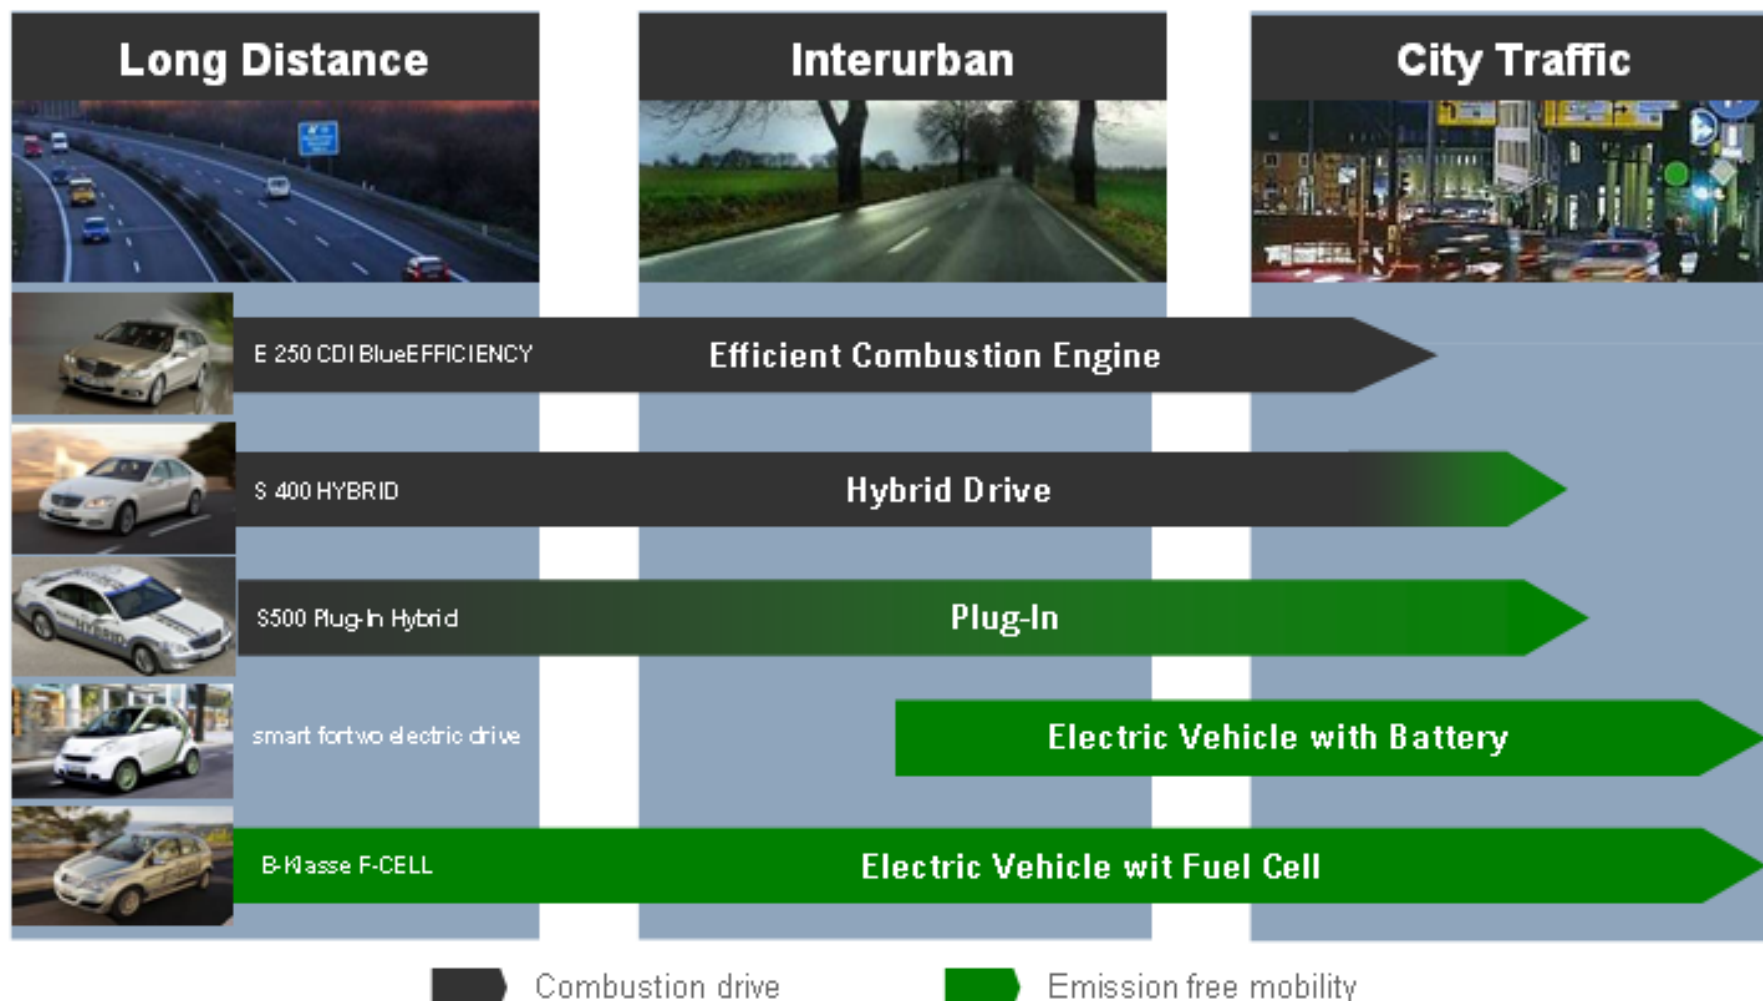 Long Distance
Interurban
City Traffic
E 250 CDI BlueEFFICIENCY
Efficient Combustion Engine
S 400 HYBRID
Hybrid Drive
HYBRID
S500 Plug-In Hybrid
Plug-In
smart fortwo electric drive
Electric Vehicle with Battery
B-Klasse F-CELL
Electric Vehicle wit Fuel Cell
Combustion drive
Emission free mobility